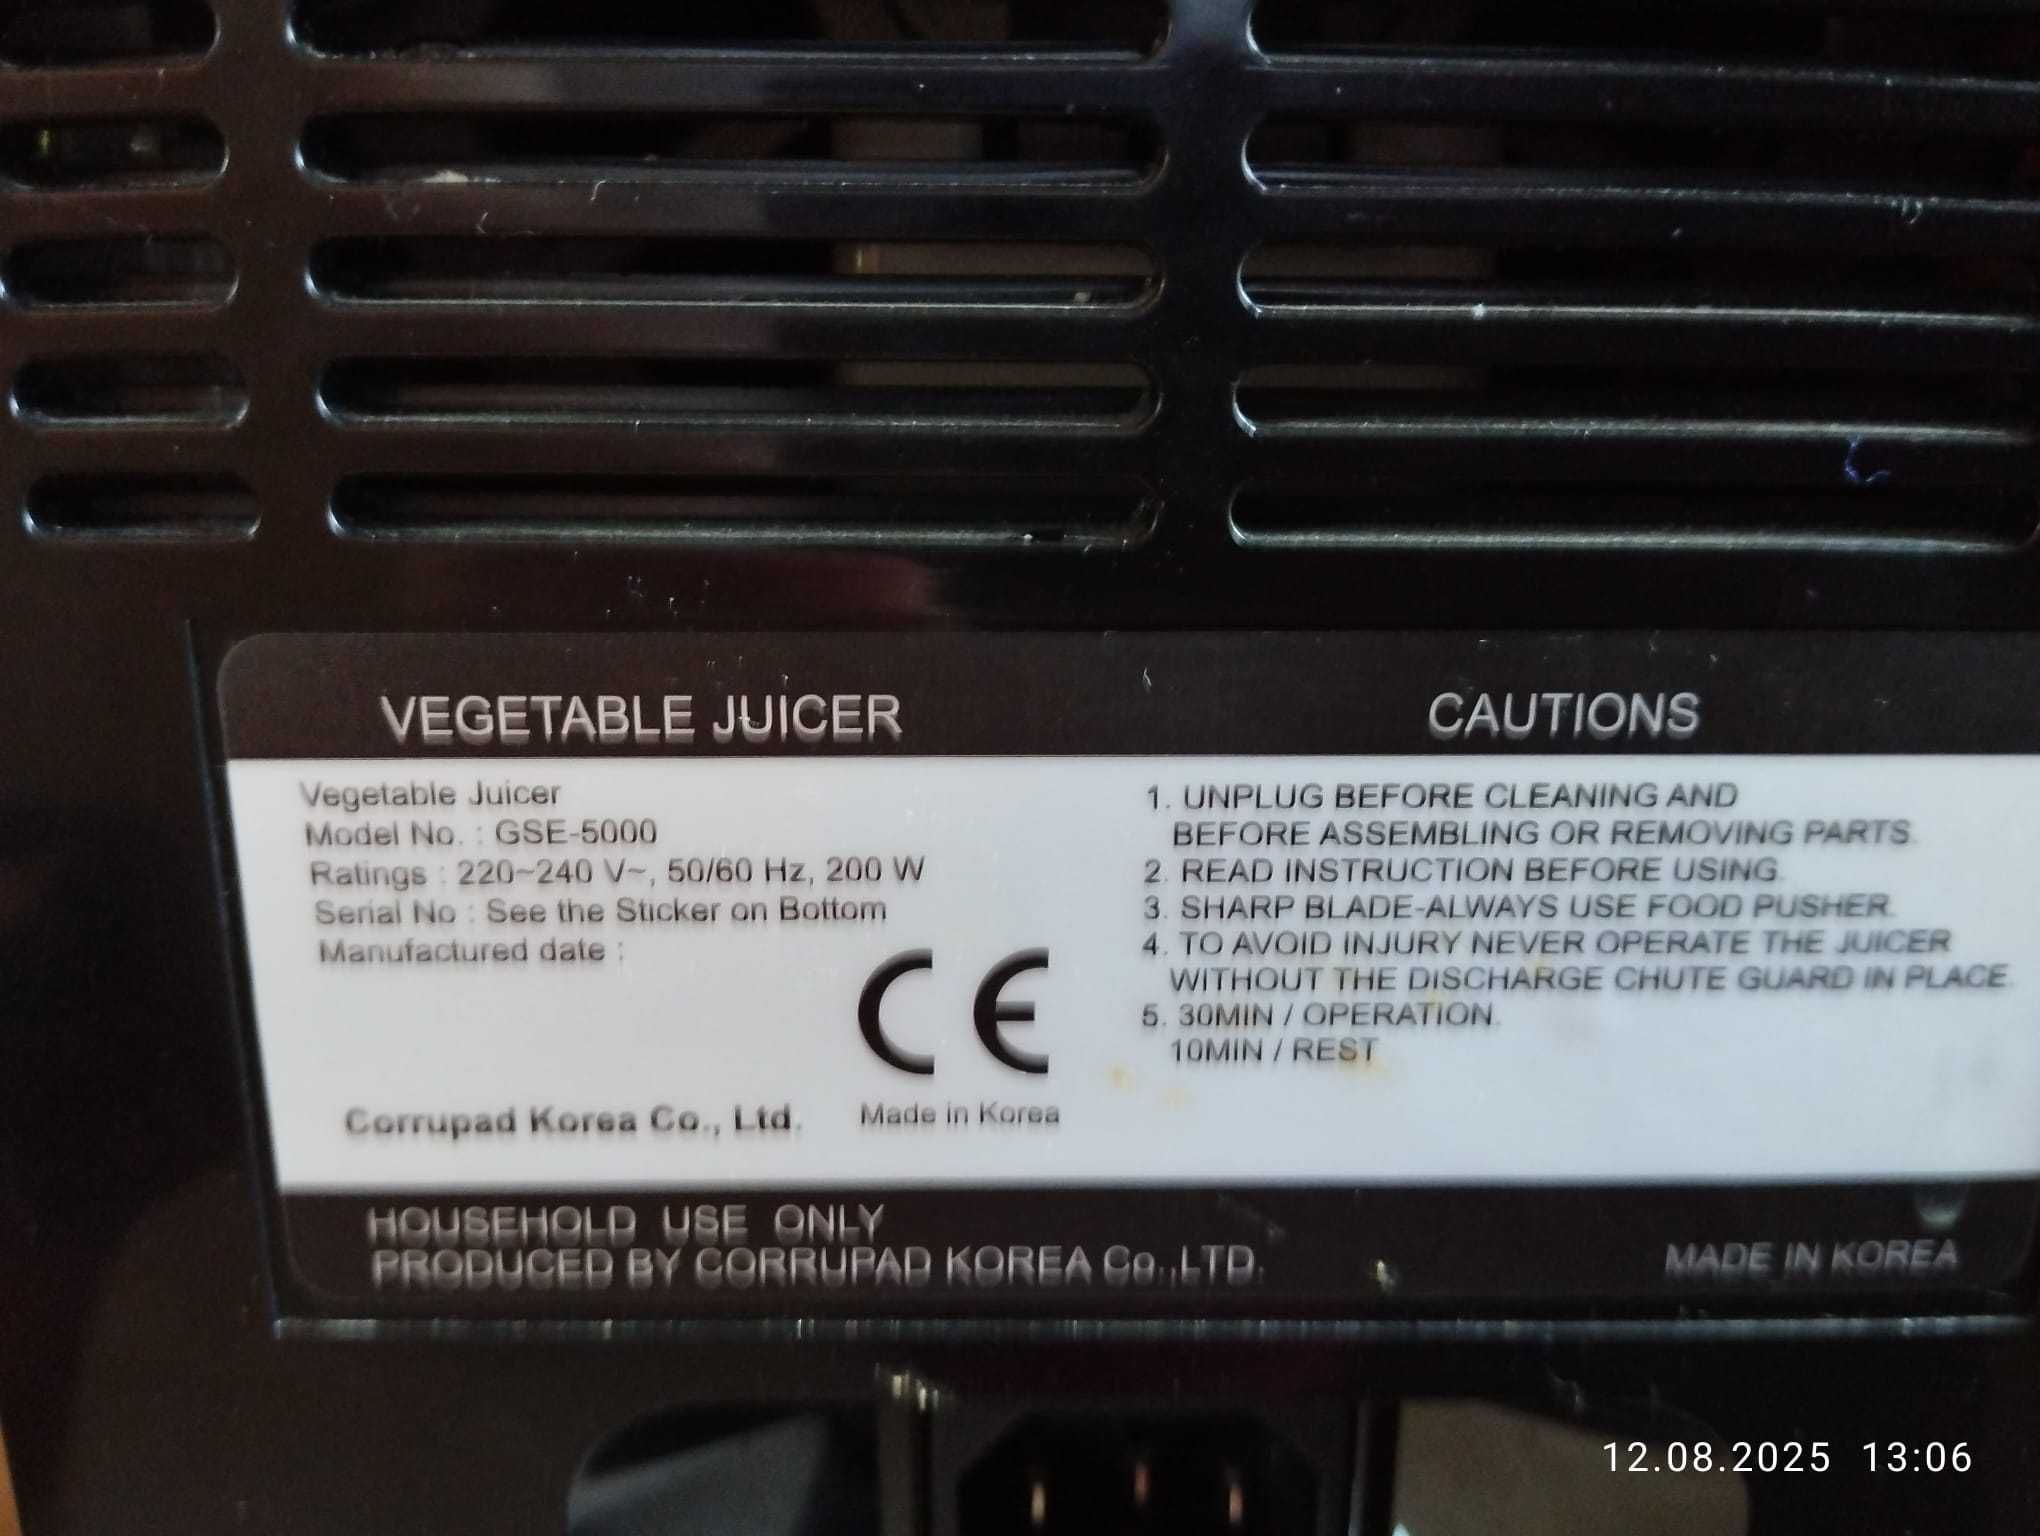 VEGETABLE JUICER
Vegetable Juicer
Model No. : GSE-5000
Ratings : 220~240 V~, 50/60 Hz, 200 W
Serial No : See the Sticker on Bottom
Manufactured date :
CE
Corrupad Korea Co., Ltd.
Made in Korea
CAUTIONS
1. UNPLUG BEFORE CLEANING AND
BEFORE ASSEMBLING OR REMOVING PARTS.
2. READ INSTRUCTION BEFORE USING.
3. SHARP BLADE-ALWAYS USE FOOD PUSHER.
4. TO AVOID INJURY NEVER OPERATE THE JUICER
WITHOUT THE DISCHARGE CHUTE GUARD IN PLACE.
5. 30MIN / OPERATION.
10MIN / REST
HOUSEHOLD USE ONLY
PRODUCED BY CORRUPAD KOREA Co.,LTD.
MADE IN KOREA
12.08.2025 13:06